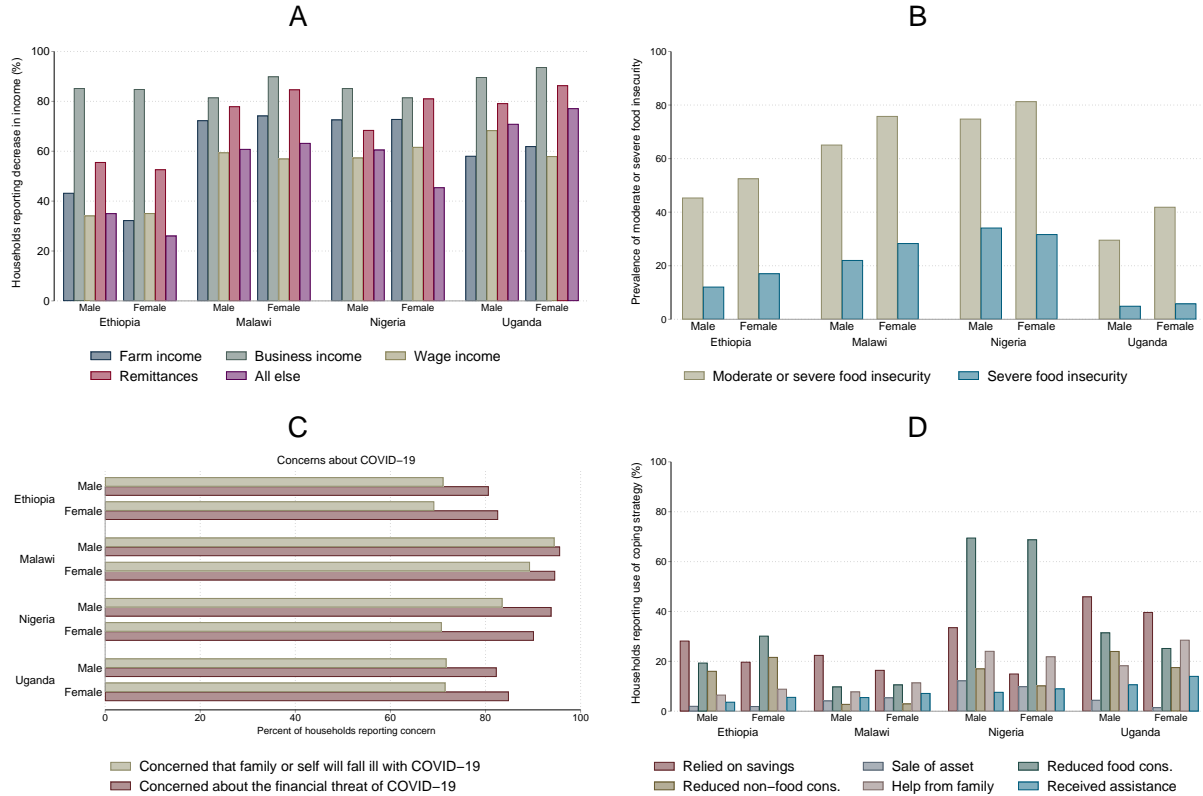 A
Households reporting decrease in income (%)
100
80
60
40
20
0
Male Female Male Female Male Female Male Female
Ethiopia Malawi Nigeria Uganda
Farm income Business income Wage income
Remittances All else
B
Prevalence of moderate or severe food insecurity
100
80
60
40
20
0
Male Female Male Female Male Female Male Female
Ethiopia Malawi Nigeria Uganda
Moderate or severe food insecurity Severe food insecurity
C
Concerns about COVID−19
Ethiopia
Male
Female
Malawi
Male
Female
Nigeria
Male
Female
Uganda
Male
Female
0 20 40 60 80 100
Percent of households reporting concern
Concerned that family or self will fall ill with COVID−19
Concerned about the financial threat of COVID−19
D
Households reporting use of coping strategy (%)
100
80
60
40
20
0
Male Female Male Female Male Female Male Female
Ethiopia Malawi Nigeria Uganda
Relied on savings Sale of asset Reduced food cons.
Reduced non−food cons. Help from family Received assistance